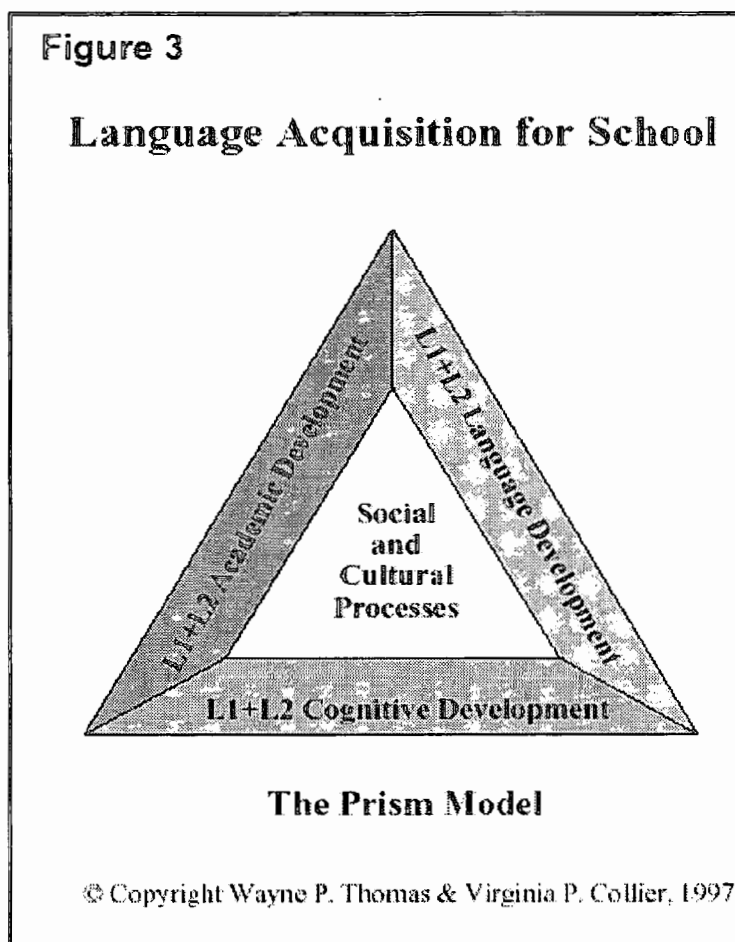 Figure 3
Language Acquisition for School
L1+L2 Academic Development
L1+L2 Language Development
Social
and
Cultural
Processes
L1+L2 Cognitive Development
The Prism Model
© Copyright Wayne P. Thomas & Virginia P. Collier, 1997